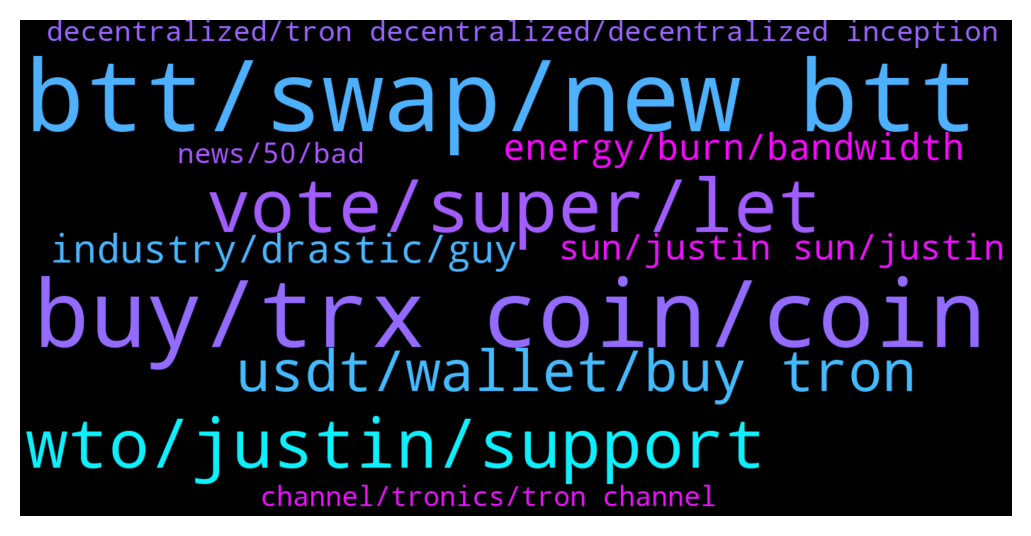 decentralized/tron decentralized/decentralized inception
btt/swap/new btt
news/50/bad
energy/burn/bandwidth
vote/super/let
industry/drastic/guy
sun/justin sun/justin
buy/trx coin/coin
usdt/wallet/buy tron
wto/justin/support
channel/tronics/tron channel